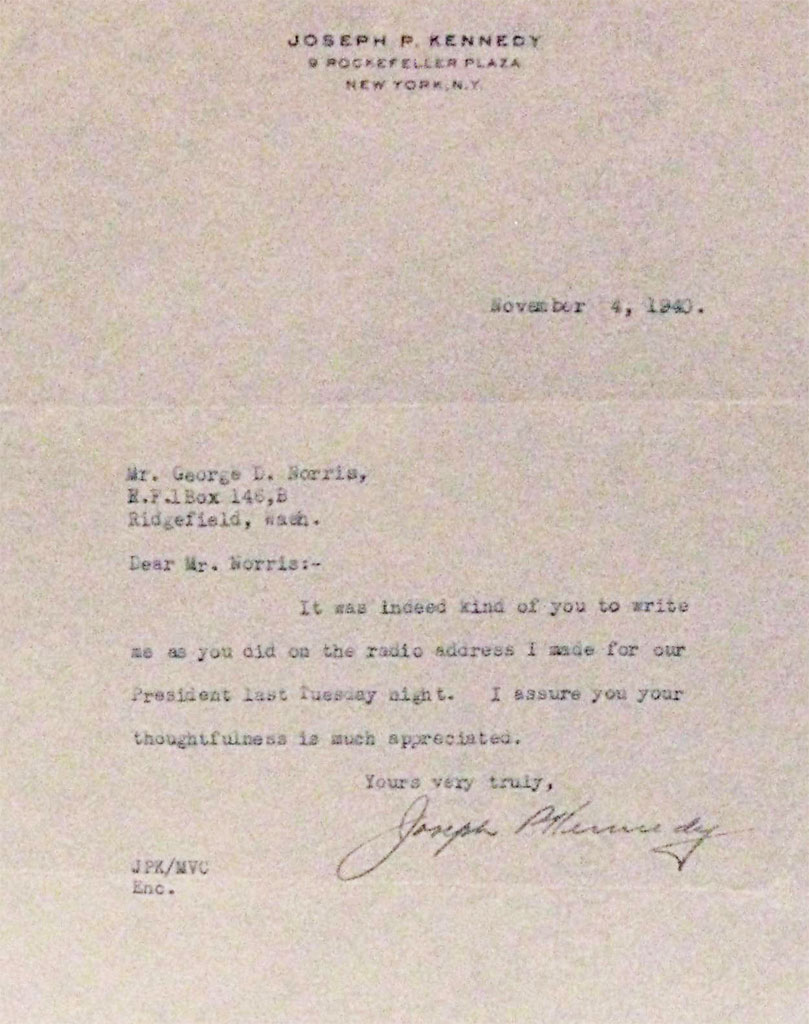 JOSEPH P. KENNEDY
9 ROCKEFELLER PLAZA
NEW YORK, N.Y.
November 4, 1940.
Mr. George D. Norris,
R.F.1Box 146,B
Ridgefield, Wash.
Dear Mr. Norris:-
It was indeed kind of you to write
me as you did on the radio address I made for our
President last Tuesday night. I assure you your
thoughtfulness is much appreciated.
Yours very truly,
Joseph P Kennedy
JPK/MVC
Enc.